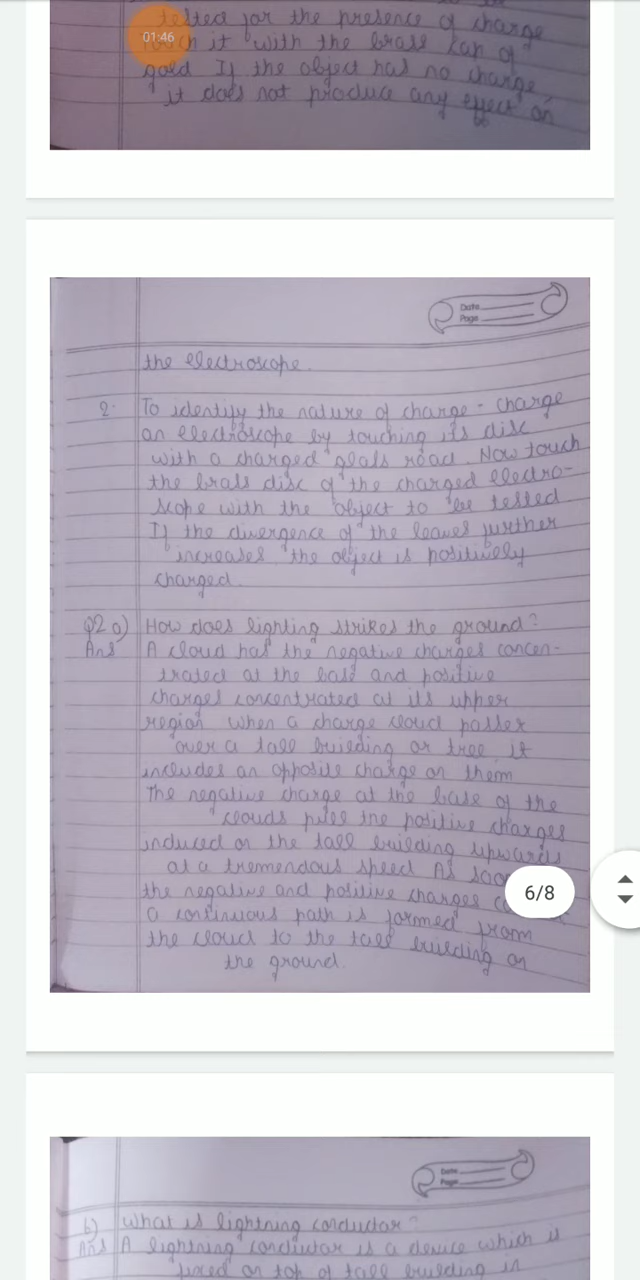 tested for the presence of charge
01:46
touch it with the brass cap of
gold If the object has no charge,
it does not produce any effect on
Date
Page
the electroscope.
2. To identify the nature of charge - charge
an electroscope by touching its disc
with a charged glass road. Now touch
the brass disc of the charged electro-
scope with the object to be tested
If the divergence of the leaves further
increases, the object is positively
charged.
Q2 a) How does lighting strikes the ground?
Ans A cloud has the negative charges concen-
trated at the base and positive
charges concentrated at its upper
region when a charge cloud passes
over a tall building or tree, it
includes an opposite charge on them
The negative charge at the base of the
clouds the positive charges
induced on the tall building upwards
at a tremendous speed As soo
the negative and positive charges
6/8
a continuous path is formed from
the cloud to the tall building or
the ground.
Date
Page
b) What is lightning conductor?
Ans A lightning conductor is a device which is
fixed on top of tall building in